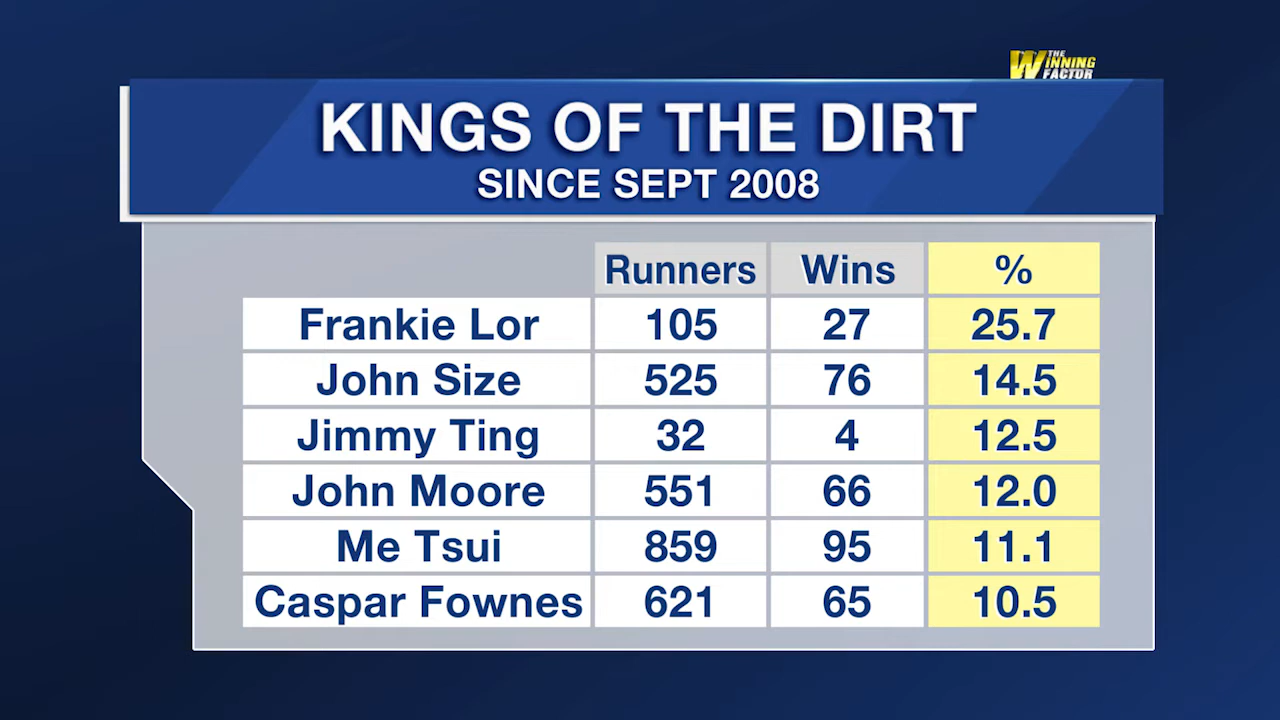 THE
WINNING
FACTOR
KINGS OF THE DIRT
SINCE SEPT 2008
Runners Wins %
Frankie Lor 105 27 25.7
John Size 525 76 14.5
Jimmy Ting 32 4 12.5
John Moore 551 66 12.0
Me Tsui 859 95 11.1
Caspar Fownes 621 65 10.5